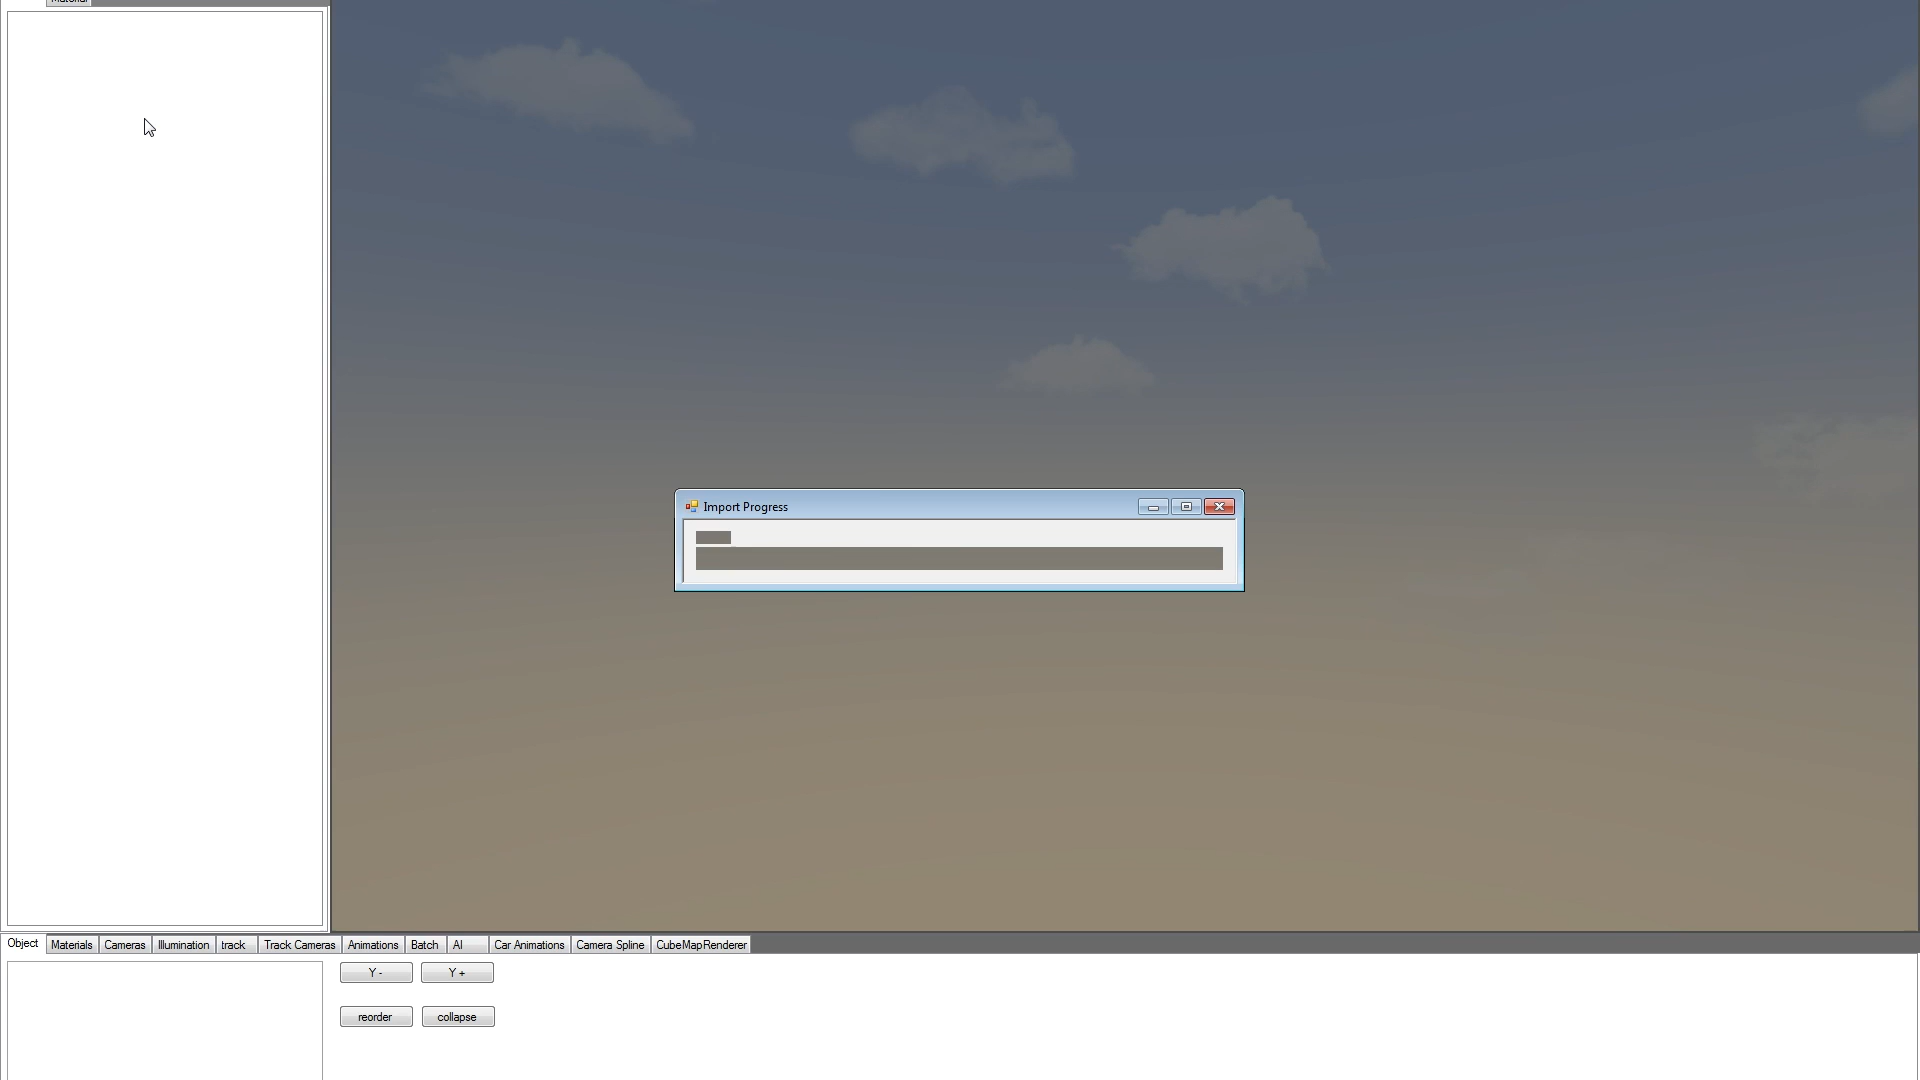 Material
Import Progress
Object Materials Cameras Illumination track Track Cameras Animations Batch AI Car Animations Camera Spline CubeMapRenderer
Y - Y +
reorder collapse